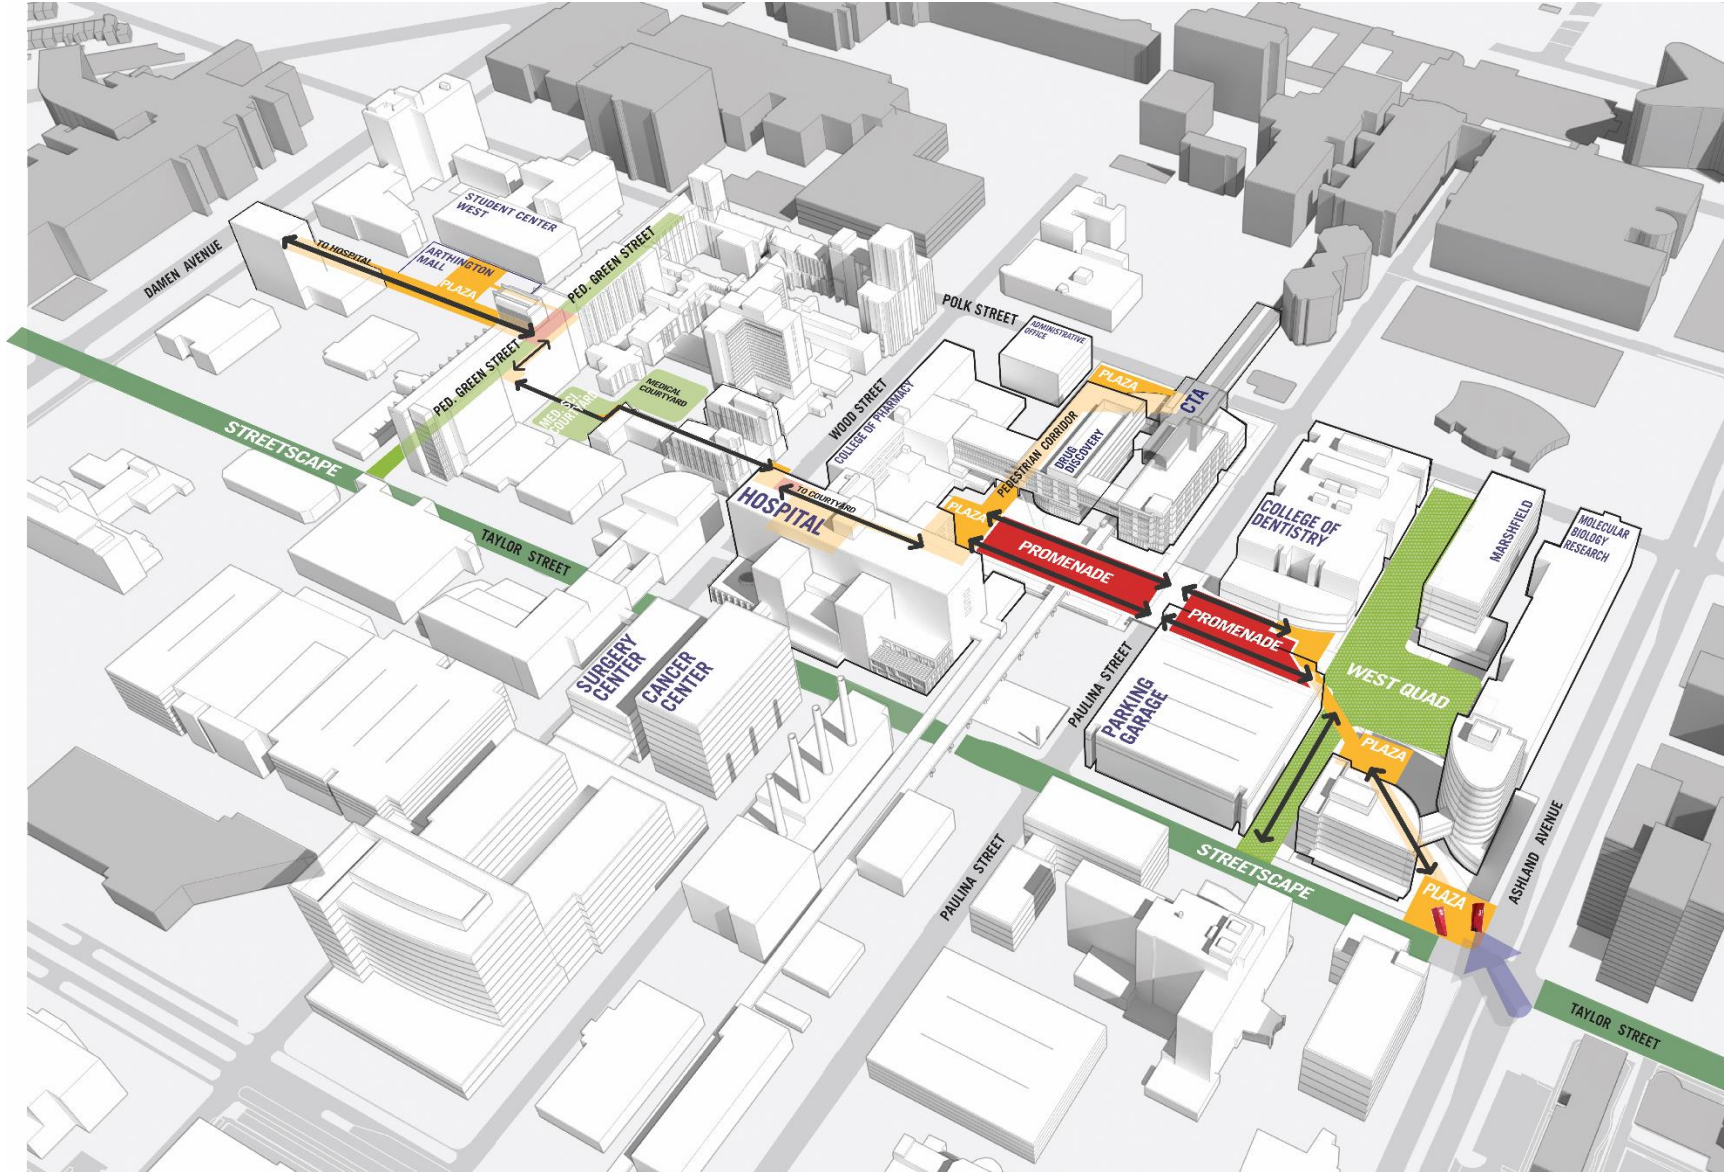 STUDENT CENTER
WEST
TO HOSPITAL
ARTHINGTON
MALL
PLAZA
DAMEN AVENUE
PED. GREEN STREET
PED. GREEN STREET
STREETSCAPE
MEDICAL
COURTYARD
MED. SCI.
COURTYARD
POLK STREET
ADMINISTRATIVE
OFFICE
WOOD STREET
COLLEGE OF PHARMACY
PLAZA
CTA
PEDESTRIAN CORRIDOR
DRUG
DISCOVERY
TAYLOR STREET
HOSPITAL
TO COURTYARD
PLAZA
PROMENADE
PROMENADE
COLLEGE OF
DENTISTRY
MARSHFIELD
MOLECULAR
BIOLOGY
RESEARCH
SURGERY
CENTER
CANCER
CENTER
PAULINA STREET
PARKING
GARAGE
WEST QUAD
PLAZA
PAULINA STREET
STREETSCAPE
PLAZA
ASHLAND AVENUE
TAYLOR STREET